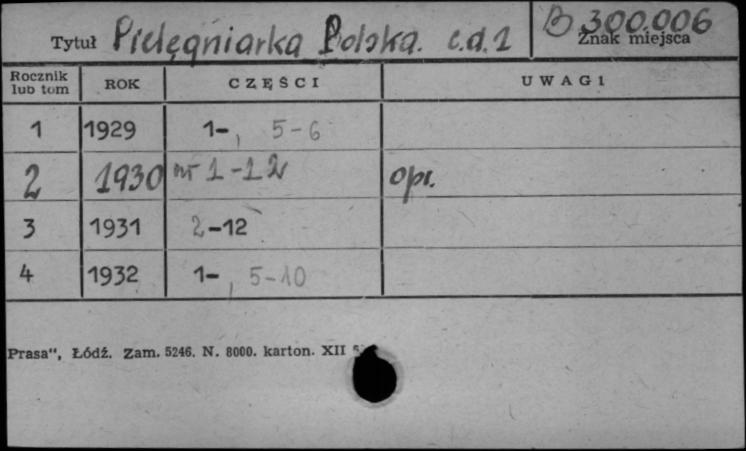 Tytuł Pielęgniarka Polska. c.d.1 B 300.006
Znak miejsca
Rocznik lub tom ROK CZĘŚCI UWAGI
1 1929 1-, 5-6
2 1930 nr 1-12 opr.
3 1931 2-12
4 1932 1-, 5-10
Prasa", Łódź. Zam. 5246. N. 8000. karton. XII